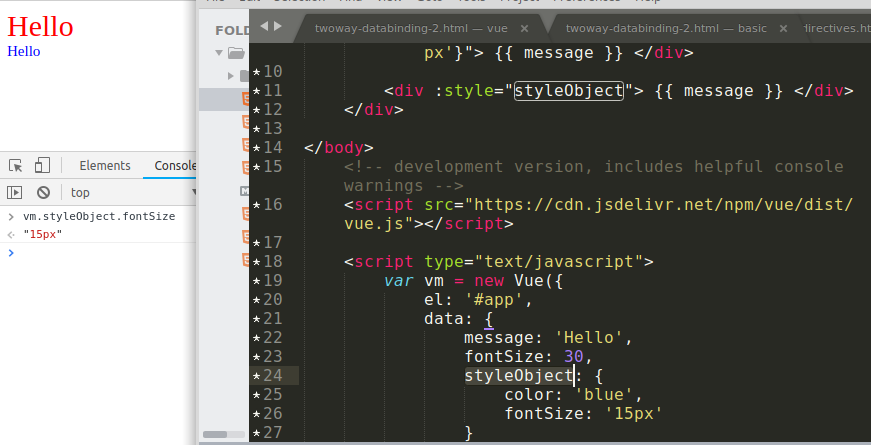 Hello
Hello
Elements Console
top
vm.styleObject.fontSize
"15px"
FOLD
twoway-databinding-2.html — vue
twoway-databinding-2.html — basic
directives.ht
px'}"> {{ message }} </div>
10
11 <div :style="styleObject"> {{ message }} </div>
12 </div>
13
14 </body>
15 <!-- development version, includes helpful console
warnings -->
16 <script src="https://cdn.jsdelivr.net/npm/vue/dist/
vue.js"></script>
17
18 <script type="text/javascript">
19 var vm = new Vue({
20 el: '#app',
21 data: {
22 message: 'Hello',
23 fontSize: 30,
24 styleObject: {
25 color: 'blue',
26 fontSize: '15px'
27 }